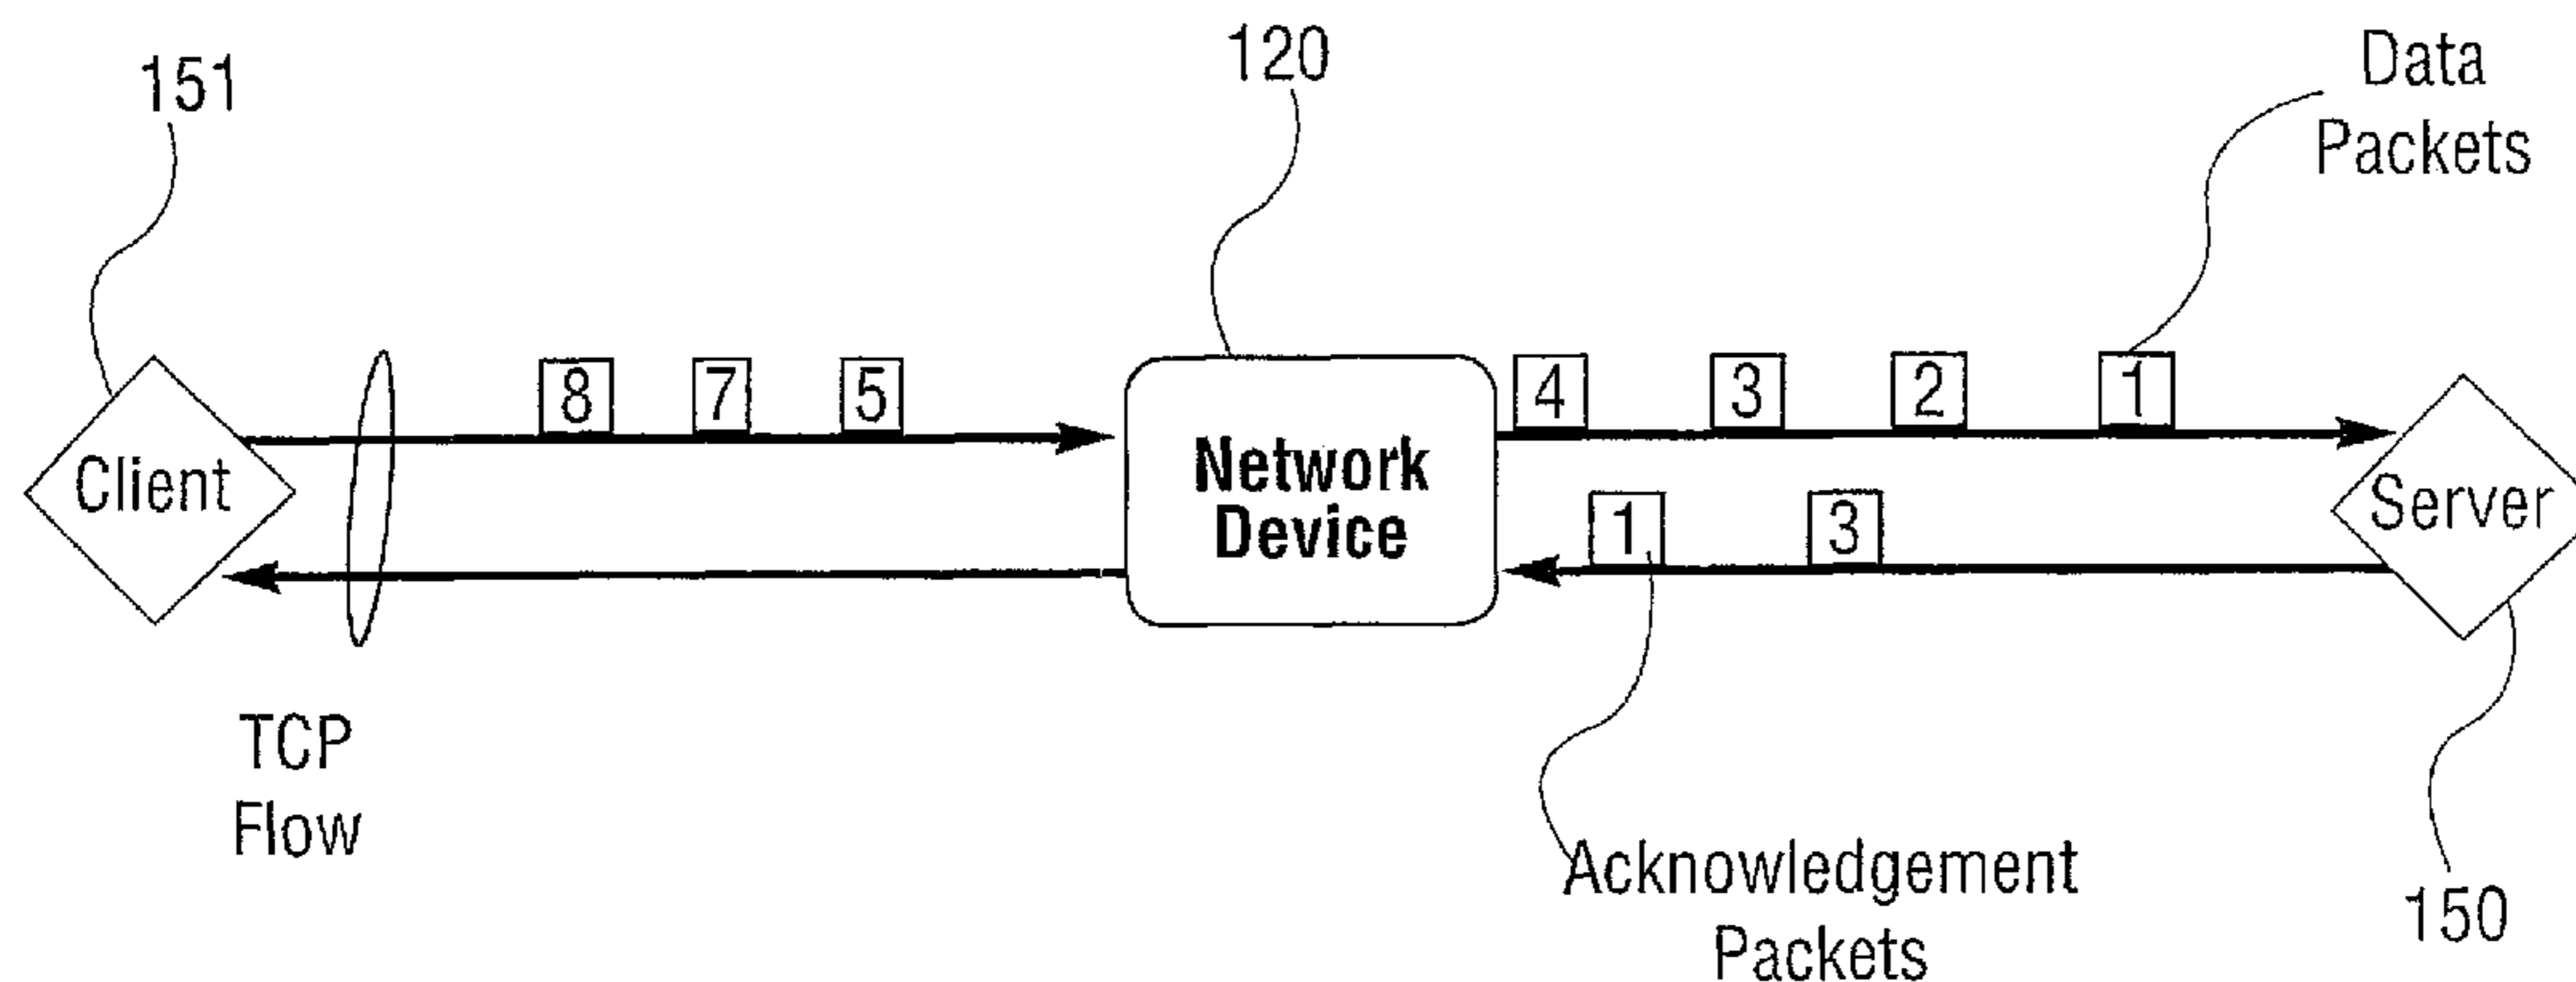 151
120
Data
Packets
8
7
5
4
3
2
1
Client
Network
Device
1
3
Server
TCP
Flow
Acknowledgement
Packets
150